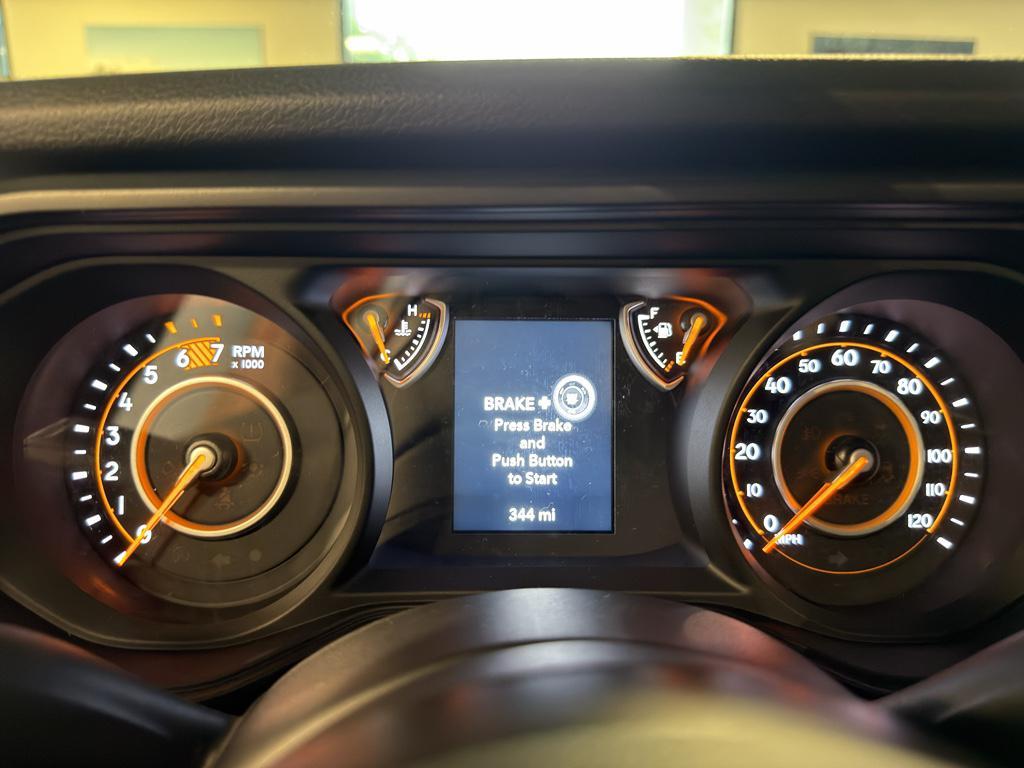 H
C
F
E
7
6
5
4
3
2
1
0
RPM
x 1000
BRAKE +
Press Brake
and
Push Button
to Start
344 mi
0
10
20
30
40
50
60
70
80
90
100
110
120
MPH
BRAKE